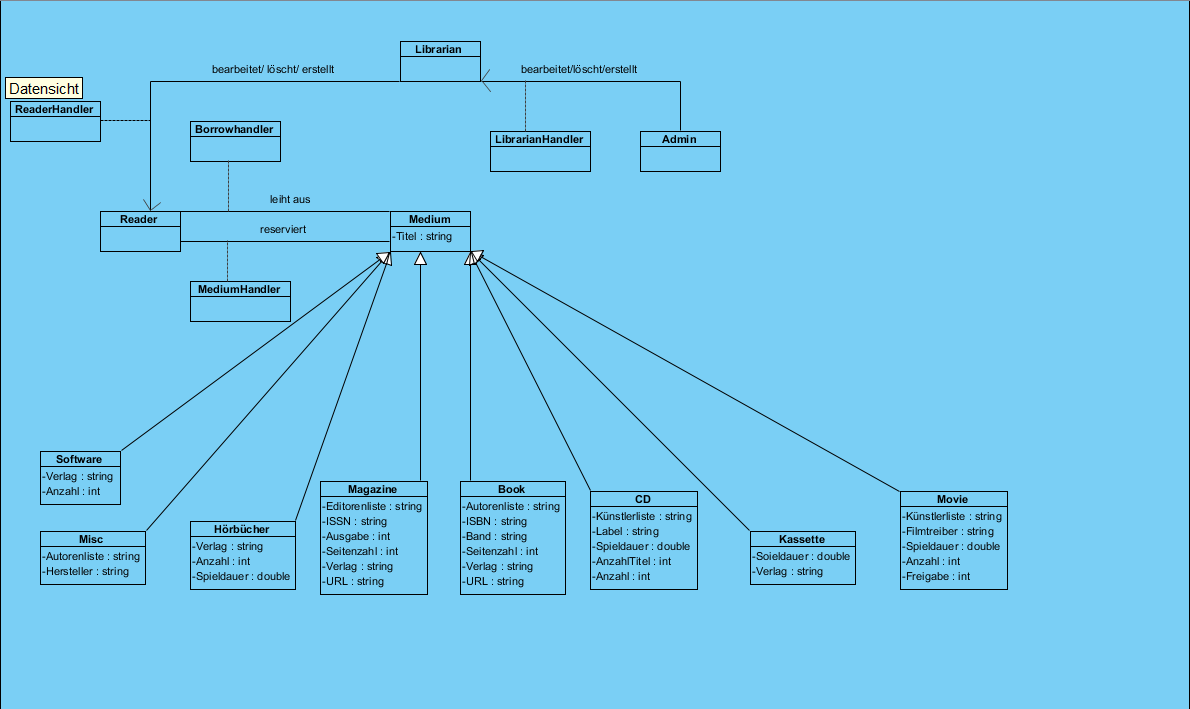 Librarian
bearbeitet/ löscht/ erstellt
bearbeitet/löscht/erstellt
Datensicht
ReaderHandler
Borrowhandler
LibrarianHandler
Admin
leiht aus
Reader
Medium
-Titel : string
reserviert
MediumHandler
Software
-Verlag : string
-Anzahl : int
Misc
-Autorenliste : string
-Hersteller : string
Hörbücher
-Verlag : string
-Anzahl : int
-Spieldauer : double
Magazine
-Editorenliste : string
-ISSN : string
-Ausgabe : int
-Seitenzahl : int
-Verlag : string
-URL : string
Book
-Autorenliste : string
-ISBN : string
-Band : string
-Seitenzahl : int
-Verlag : string
-URL : string
CD
-Künstlerliste : string
-Label : string
-Spieldauer : double
-AnzahlTitel : int
-Anzahl : int
Kassette
-Soieldauer : double
-Verlag : string
Movie
-Künstlerliste : string
-Filmtreiber : string
-Spieldauer : double
-Anzahl : int
-Freigabe : int